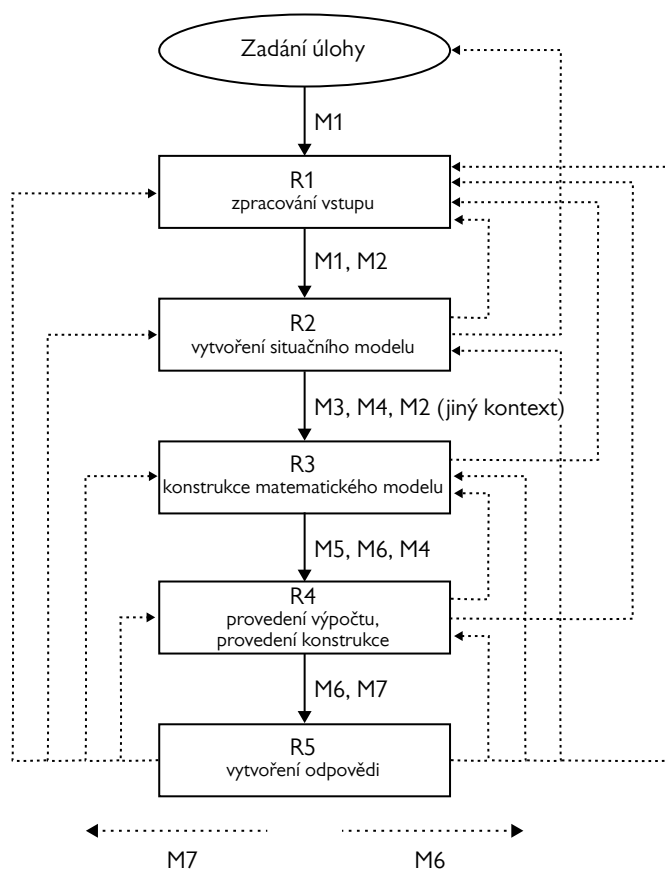 Zadání úlohy
M1
R1
zpracování vstupu
M1, M2
R2
vytvoření situačního modelu
M3, M4, M2 (jiný kontext)
R3
konstrukce matematického modelu
M5, M6, M4
R4
provedení výpočtu,
provedení konstrukce
M6, M7
R5
vytvoření odpovědi
M7
M6